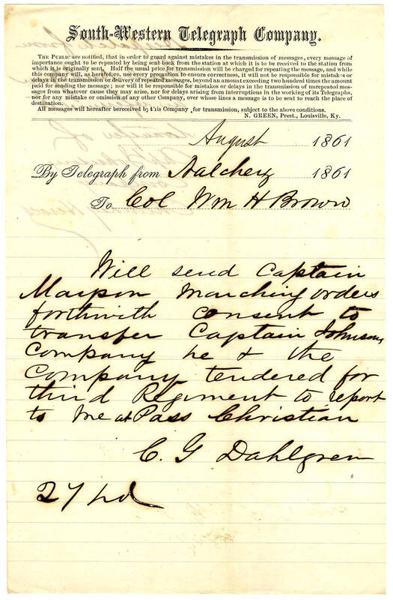 South-Western Telegraph Company.
THE PUBLIC are notified, that in order to guard against mistakes in the transmission of messages, every message of
importance ought to be repeated by being sent back from the station at which it is to be received to the station from
which it is originally sent. Half the usual price for transmission will be charged for repeating the message, and while
this company will, as heretofore, use every precaution to ensure correctness, it will not be responsible for mistakes or
delays in the transmission or delivery of repeated messages, beyond an amount exceeding two hundred times the amount
paid for sending the message; nor will it be responsible for mistakes or delays in the transmission of unrepeated messages
from whatever cause they may arise, nor for delays arising from interruptions in the working of its Telegraphs,
nor for any mistake or omission of any other Company, over whose lines a message is to be sent to reach the place of
destination.
All messages will hereafter be received by this Company for transmission, subject to the above conditions.
N. GREEN, Prest., Louisville, Ky.
August 1861
By Telegraph from Natchez 1861
To Col Wm H Brown
Will send Captain
Marching orders
forthwith consent to
transfer Captain Johnsons
Company he & the
Company tendered for
third Regiment to report
to me at Pass Christian
C. G Dahlgren